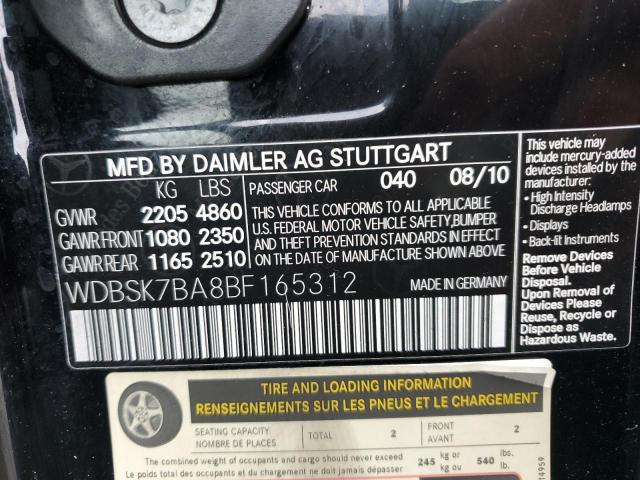 MFD BY DAIMLER AG STUTTGART
KG LBS
GVWR 2205 4860
GAWR FRONT 1080 2350
GAWR REAR 1165 2510
PASSENGER CAR 040 08/10
THIS VEHICLE CONFORMS TO ALL APPLICABLE
U.S. FEDERAL MOTOR VEHICLE SAFETY,BUMPER
AND THEFT PREVENTION STANDARDS IN EFFECT
ON THE DATE OF MANUFACTURE SHOWN ABOVE.
WDBSK7BA8BF165312
MADE IN GERMANY
This vehicle may
include mercury-added
devices installed by the
manufacturer:
• High Intensity
Discharge Headlamps
• Displays
• Back-lit Instruments
Remove Devices
Before Vehicle
Disposal.
Upon Removal of
Devices Please
Reuse, Recycle or
Dispose as
Hazardous Waste.
TIRE AND LOADING INFORMATION
RENSEIGNEMENTS SUR LES PNEUS ET LE CHARGEMENT
SEATING CAPACITY
NOMBRE DE PLACES
TOTAL 2
FRONT
AVANT
2
The combined weight of occupants and cargo should never exceed
Le poids total des occupants et du chargement ne doit jamais dépasser
245 kg or
kg ou
540 lbs.
lb.